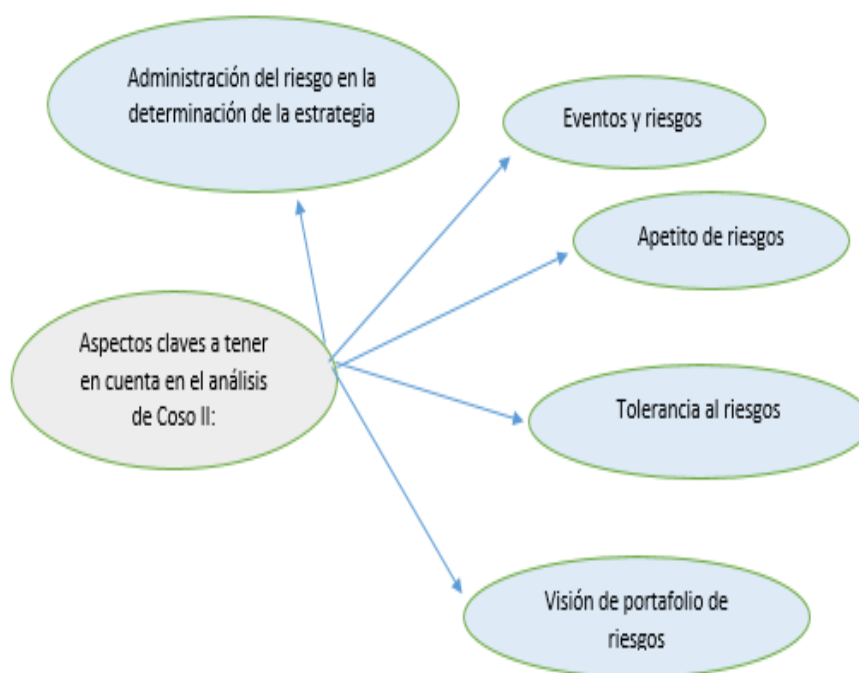 Administración del riesgo en la
determinación de la estrategia
Eventos y riesgos
Apetito de riesgos
Aspectos claves a tener
en cuenta en el análisis
de Coso II:
Tolerancia al riesgos
Visión de portafolio de
riesgos